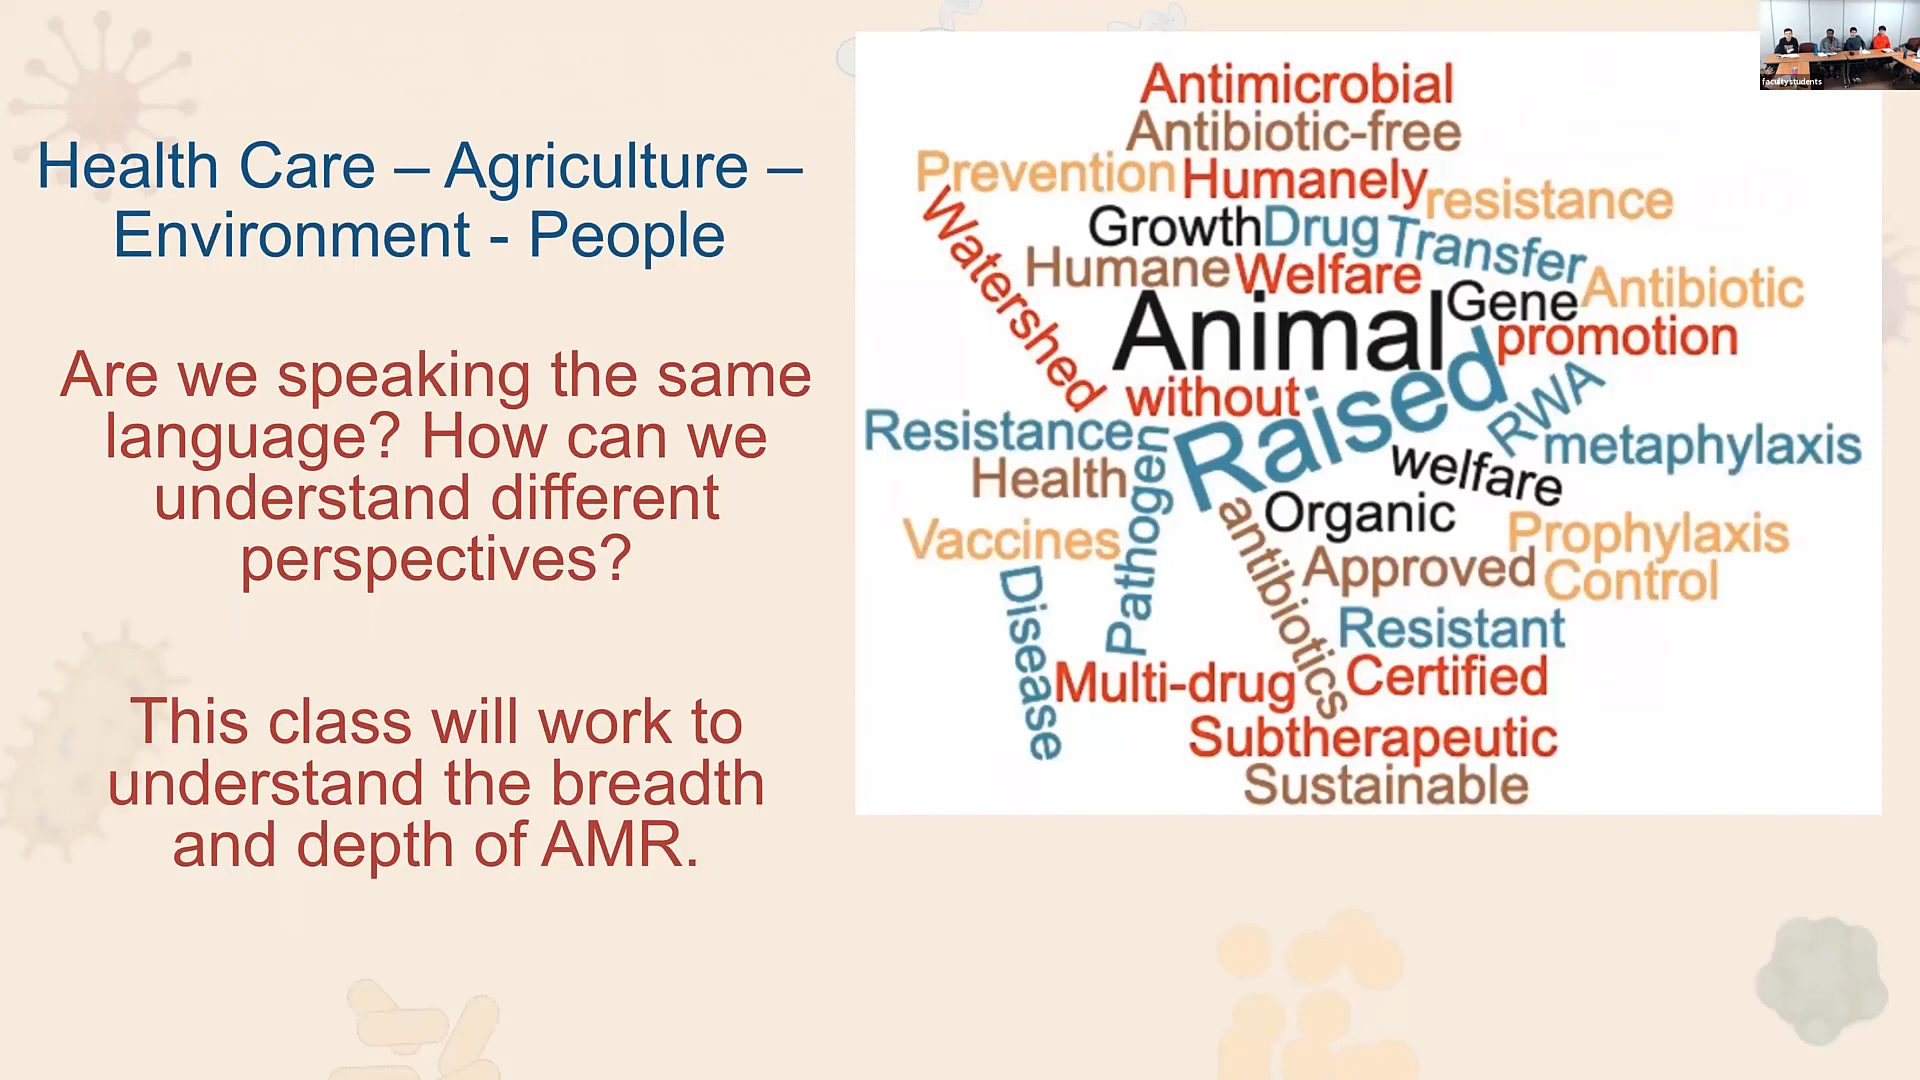 Health Care – Agriculture –
Environment - People
Are we speaking the same
language? How can we
understand different
perspectives?
This class will work to
understand the breadth
and depth of AMR.
Antimicrobial
Antibiotic-free
Prevention
Humanely
resistance
Watershed
Growth
Drug
Transfer
Humane
Welfare
Gene
Antibiotic
Animal
promotion
without
Raised
RWA
Resistance
metaphylaxis
Health
Pathogen
welfare
Organic
Vaccines
antibiotics
Prophylaxis
Approved
Control
Disease
Resistant
Multi-drug
Certified
Subtherapeutic
Sustainable
facultystudents